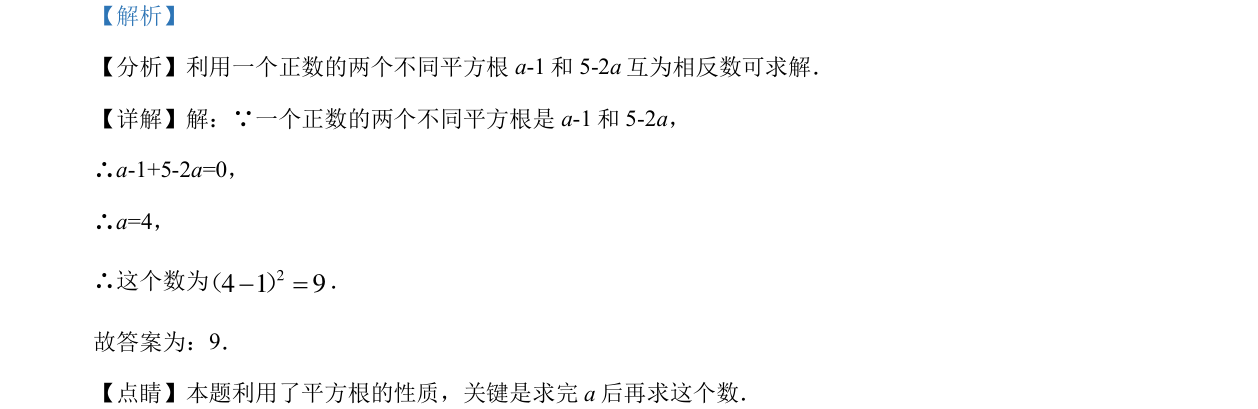 【解析】
【分析】利用一个正数的两个不同平方根 a-1 和 5-2a 互为相反数可求解．
【详解】解：∵一个正数的两个不同平方根是 a-1 和 5-2a，
∴a-1+5-2a=0，
∴a=4，
∴这个数为(4−1)²=9．
故答案为：9．
【点睛】本题利用了平方根的性质，关键是求完 a 后再求这个数．